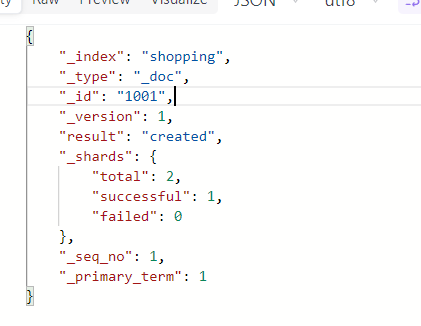 ty Raw Preview Visualize JSON utf8
{
    "_index": "shopping",
    "_type": "_doc",
    "_id": "1001",
    "_version": 1,
    "result": "created",
    "_shards": {
        "total": 2,
        "successful": 1,
        "failed": 0
    },
    "_seq_no": 1,
    "_primary_term": 1
}